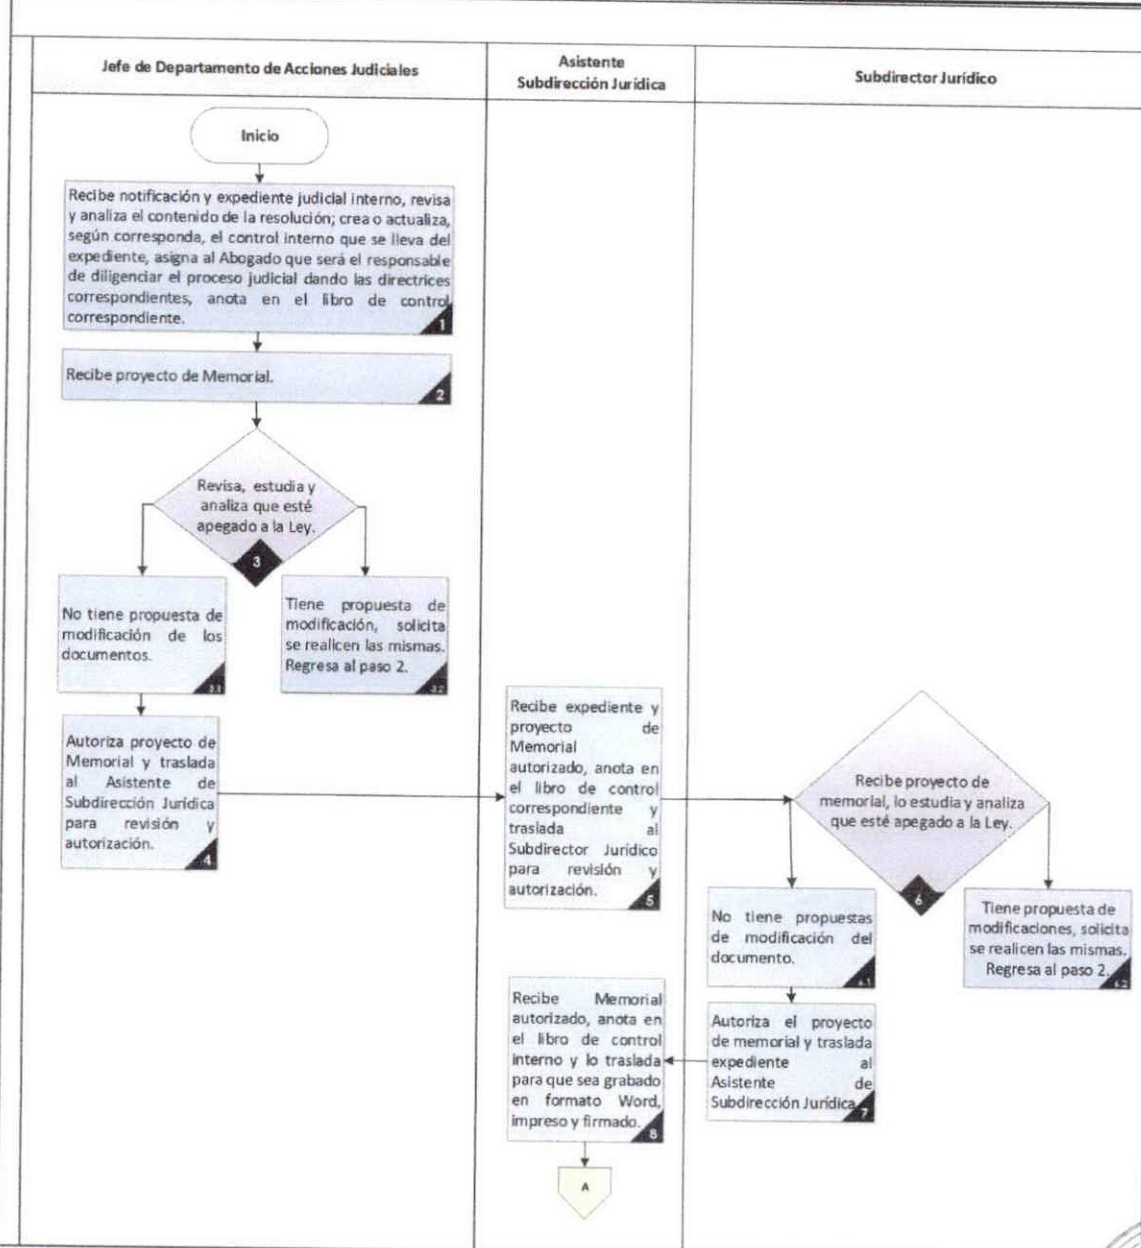 Jefe de Departamento de Acciones Judiciales
Asistente
Subdirección Jurídica
Subdirector Jurídico
Inicio
Recibe notificación y expediente judicial interno, revisa
y analiza el contenido de la resolución; crea o actualiza,
según corresponda, el control interno que se lleva del
expediente, asigna al Abogado que será el responsable
de diligenciar el proceso judicial dando las directrices
correspondientes, anota en el libro de control
correspondiente.
1
Recibe proyecto de Memorial.
2
Revisa, estudia y
analiza que esté
apegado a la Ley.
3
No tiene propuesta de
modificación de los
documentos.
3.1
Tiene propuesta de
modificación, solicita
se realicen las mismas.
Regresa al paso 2.
3.2
Autoriza proyecto de
Memorial y traslada
al Asistente de
Subdirección Jurídica
para revisión y
autorización.
4
Recibe expediente y
proyecto de
Memorial
autorizado, anota en
el libro de control
correspondiente y
traslada al
Subdirector Jurídico
para revisión y
autorización.
5
Recibe proyecto de
memorial, lo estudia y analiza
que esté apegado a la Ley.
6
No tiene propuestas
de modificación del
documento.
6.1
Tiene propuesta de
modificaciones, solicita
se realicen las mismas.
Regresa al paso 2.
6.2
Autoriza el proyecto
de memorial y traslada
expediente al
Asistente de
Subdirección Jurídica
7
Recibe Memorial
autorizado, anota en
el libro de control
interno y lo traslada
para que sea grabado
en formato Word,
impreso y firmado.
8
A